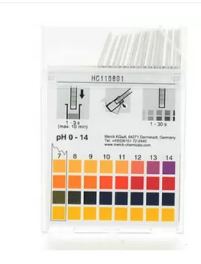 HC110801
1 - 3 s
(max. 10 min)
1 - 30 s
pH 0 - 14
Merck KGaA, 64271 Darmstadt, Germany
www.merck-chemicals.com
7 8 9 10 11 12 13 14